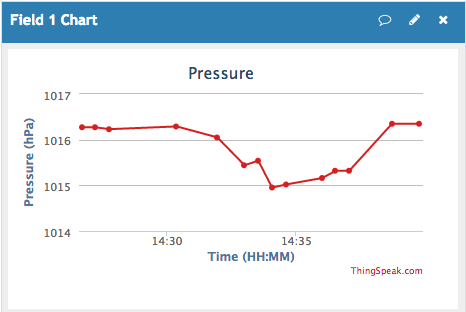 Field 1 Chart
Pressure
Pressure (hPa)
1017
1016
1015
1014
14:30 14:35
Time (HH:MM)
ThingSpeak.com